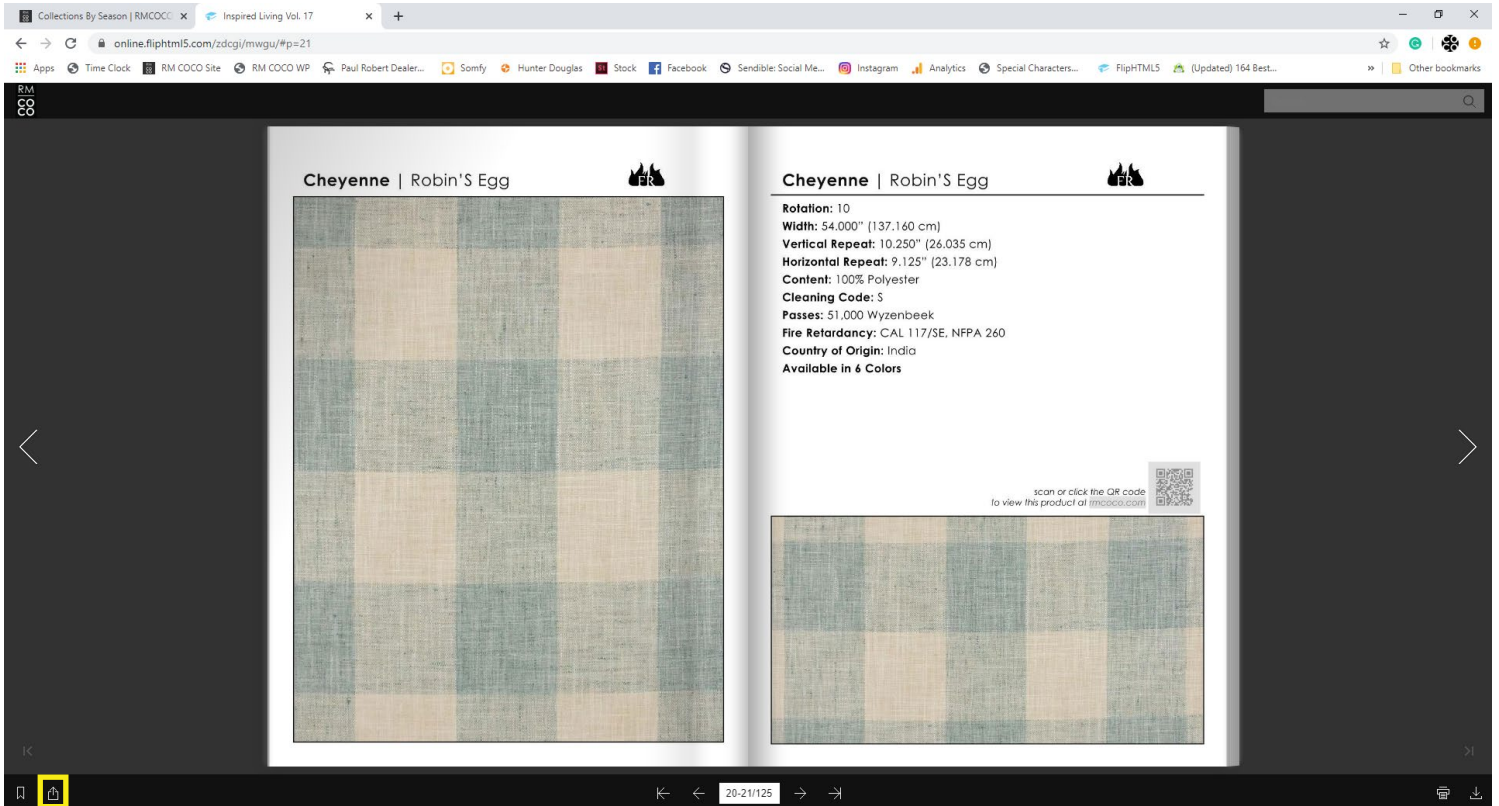 Collections By Season | RMCOCO
Inspired Living Vol. 17
online.fliphtml5.com/zdcgi/mwgu/#p=21
Apps Time Clock RM COCO Site RM COCO WP Paul Robert Dealer... Somfy Hunter Douglas Stock Facebook Sendible: Social Me... Instagram Analytics Special Characters... FlipHTML5 (Updated) 164 Best... » Other bookmarks
RM
CO
CO
Cheyenne | Robin'S Egg
FR
Cheyenne | Robin'S Egg
FR
Rotation: 10
Width: 54.000” (137.160 cm)
Vertical Repeat: 10.250” (26.035 cm)
Horizontal Repeat: 9.125” (23.178 cm)
Content: 100% Polyester
Cleaning Code: S
Passes: 51,000 Wyzenbeek
Fire Retardancy: CAL 117/SE, NFPA 260
Country of Origin: India
Available in 6 Colors
scan or click the QR code
to view this product at rmcoco.com
20-21/125